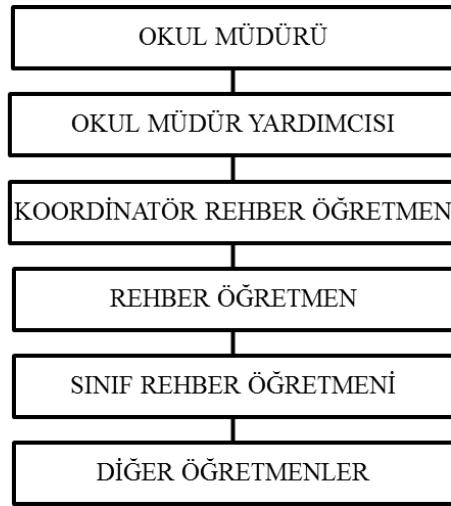 OKUL MÜDÜRÜ
OKUL MÜDÜR YARDIMCISI
KOORDİNATÖR REHBER ÖĞRETMEN
REHBER ÖĞRETMEN
SINIF REHBER ÖĞRETMENİ
DİĞER ÖĞRETMENLER